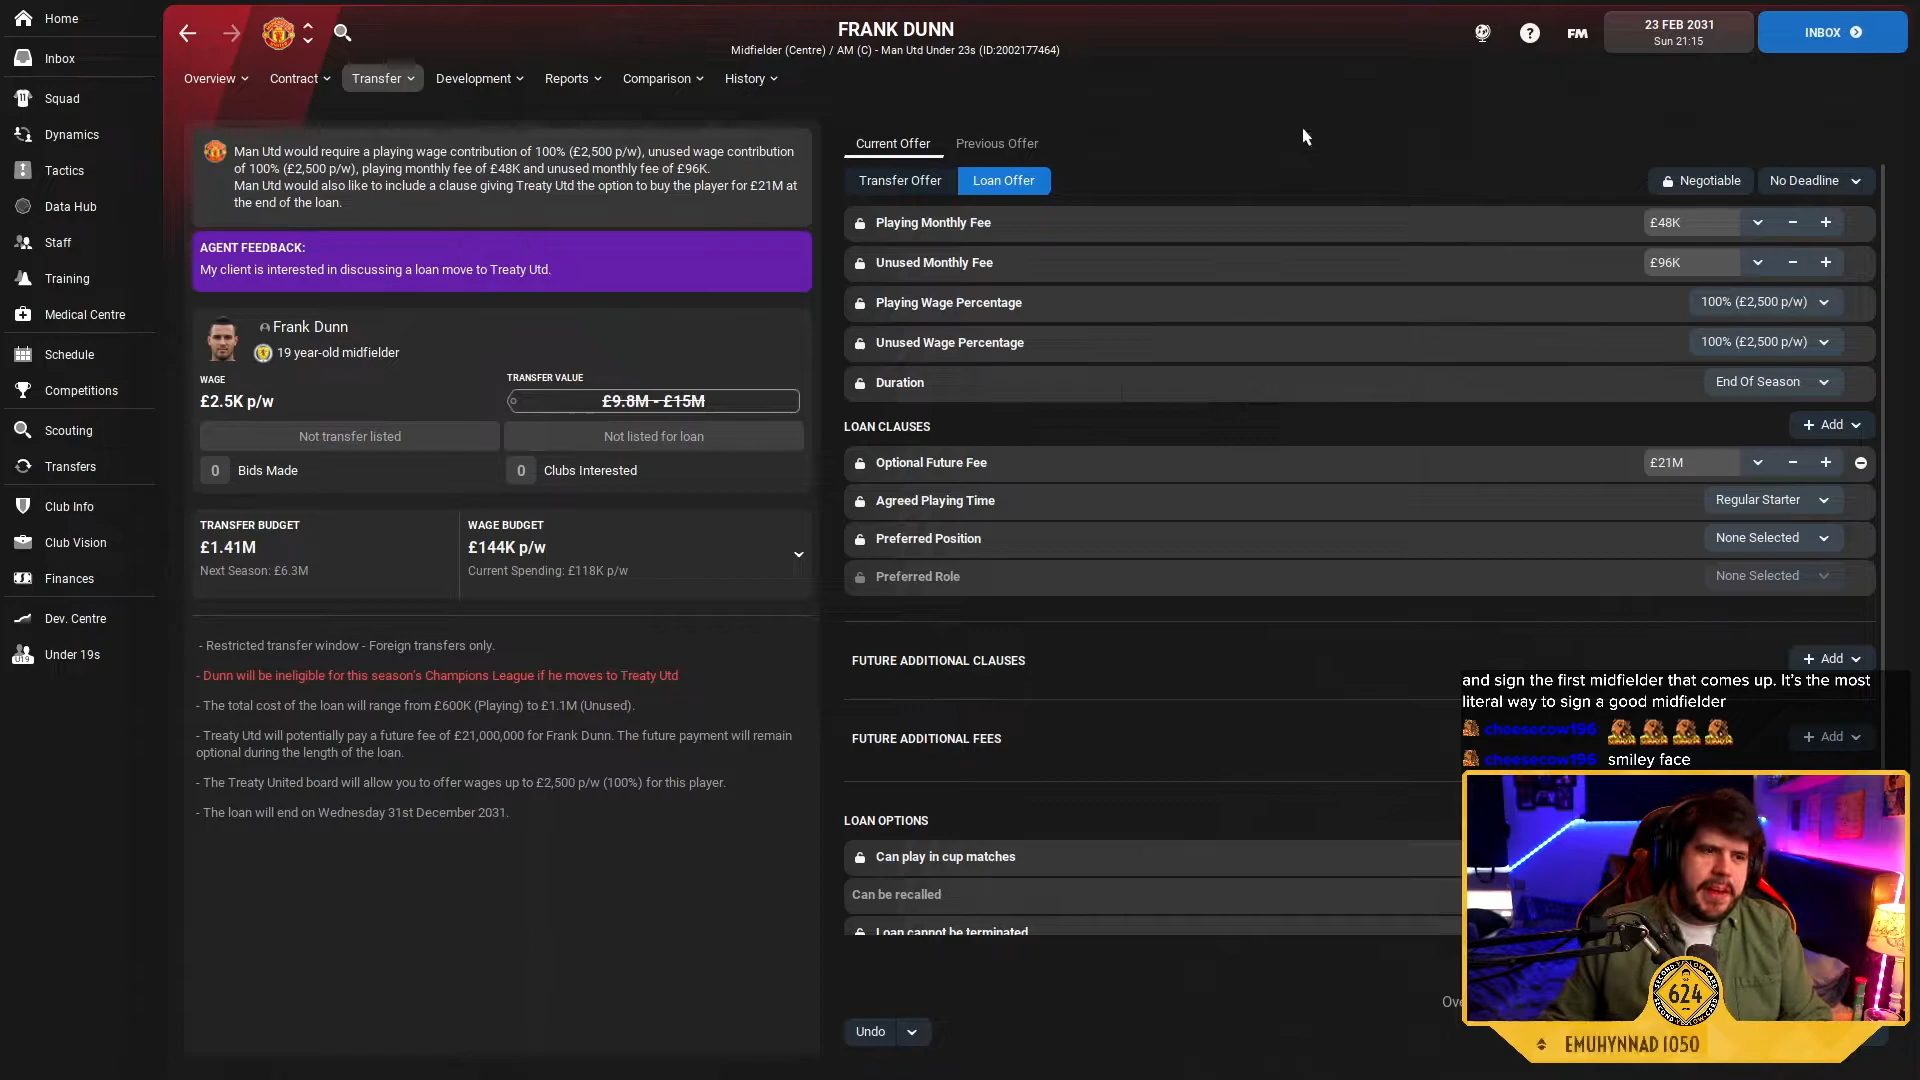 Home
Inbox
Squad
Dynamics
Tactics
Data Hub
Staff
Training
Medical Centre
Schedule
Competitions
Scouting
Transfers
Club Info
Club Vision
Finances
Dev. Centre
Under 19s
FRANK DUNN
Midfielder (Centre) / AM (C) - Man Utd Under 23s (ID:2002177464)
FM
23 FEB 2031
Sun 21:15
INBOX
Overview
Contract
Transfer
Development
Reports
Comparison
History
Man Utd would require a playing wage contribution of 100% (£2,500 p/w), unused wage contribution
of 100% (£2,500 p/w), playing monthly fee of £48K and unused monthly fee of £96K.
Man Utd would also like to include a clause giving Treaty Utd the option to buy the player for £21M at
the end of the loan.
AGENT FEEDBACK:
My client is interested in discussing a loan move to Treaty Utd.
Frank Dunn
19 year-old midfielder
WAGE
£2.5K p/w
TRANSFER VALUE
£9.8M - £15M
Not transfer listed
Not listed for loan
0 Bids Made
0 Clubs Interested
TRANSFER BUDGET
£1.41M
Next Season: £6.3M
WAGE BUDGET
£144K p/w
Current Spending: £118K p/w
- Restricted transfer window - Foreign transfers only.
- Dunn will be ineligible for this season's Champions League if he moves to Treaty Utd
- The total cost of the loan will range from £600K (Playing) to £1.1M (Unused).
- Treaty Utd will potentially pay a future fee of £21,000,000 for Frank Dunn. The future payment will remain
optional during the length of the loan.
- The Treaty United board will allow you to offer wages up to £2,500 p/w (100%) for this player.
- The loan will end on Wednesday 31st December 2031.
Current Offer
Previous Offer
Transfer Offer
Loan Offer
Negotiable
No Deadline
Playing Monthly Fee £48K
Unused Monthly Fee £96K
Playing Wage Percentage 100% (£2,500 p/w)
Unused Wage Percentage 100% (£2,500 p/w)
Duration End Of Season
LOAN CLAUSES + Add
Optional Future Fee £21M
Agreed Playing Time Regular Starter
Preferred Position None Selected
Preferred Role None Selected
FUTURE ADDITIONAL CLAUSES + Add
FUTURE ADDITIONAL FEES + Add
LOAN OPTIONS
Can play in cup matches
Can be recalled
Loan cannot be terminated
Undo
and sign the first midfielder that comes up. It's the most
literal way to sign a good midfielder
cheesecow196
cheesecow196 smiley face
SECOND YELLOW CARD
624
EMUHYNNAD 1050